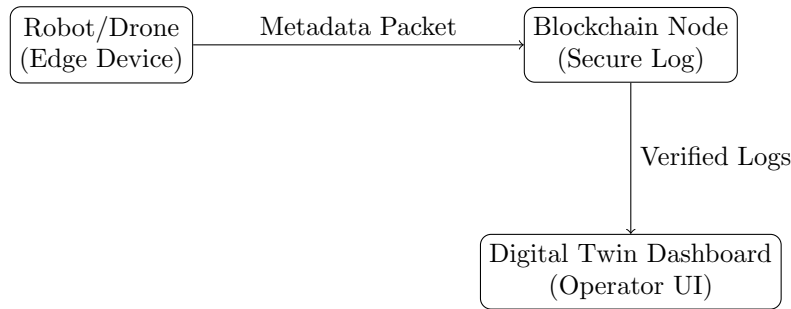 Robot/Drone
(Edge Device)
Metadata Packet
Blockchain Node
(Secure Log)
Verified Logs
Digital Twin Dashboard
(Operator UI)